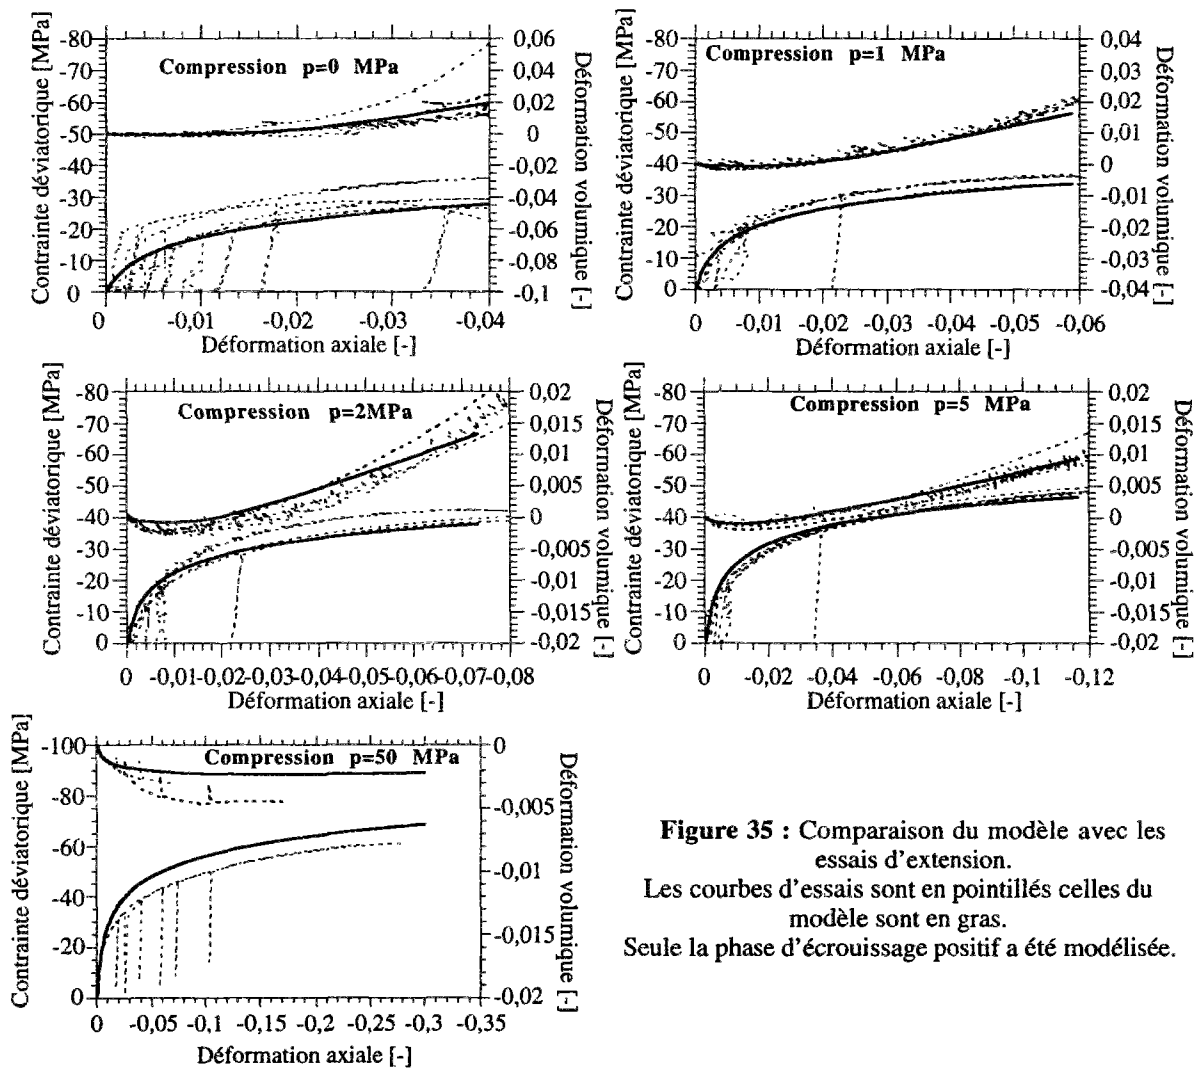 Compression p=0 MPa
Contrainte déviatorique [MPa]
-80
-70
-60
-50
-40
-30
-20
-10
0
0,06
0,04
0,02
0
-0,02
-0,04
-0,06
-0,08
-0,1
Déformation volumique [-]
0 -0,01 -0,02 -0,03 -0,04
Déformation axiale [-]
Compression p=1 MPa
Contrainte déviatorique [MPa]
-80
-70
-60
-50
-40
-30
-20
-10
0
0,04
0,03
0,02
0,01
0
-0,01
-0,02
-0,03
-0,04
Déformation volumique [-]
0 -0,01 -0,02 -0,03 -0,04 -0,05 -0,06
Déformation axiale [-]
Compression p=2MPa
Contrainte déviatorique [MPa]
-80
-70
-60
-50
-40
-30
-20
-10
0
0,02
0,015
0,01
0,005
0
-0,005
-0,01
-0,015
-0,02
Déformation volumique [-]
0 -0,01-0,02-0,03-0,04-0,05-0,06-0,07-0,08
Déformation axiale [-]
Compression p=5 MPa
Contrainte déviatorique [MPa]
-80
-70
-60
-50
-40
-30
-20
-10
0
0,02
0,015
0,01
0,005
0
-0,005
-0,01
-0,015
-0,02
Déformation volumique [-]
0 -0,02 -0,04 -0,06 -0,08 -0,1 -0,12
Déformation axiale [-]
Compression p=50 MPa
Contrainte déviatorique [MPa]
-100
-80
-60
-40
-20
0
0
-0,005
-0,01
-0,015
-0,02
Déformation volumique [-]
0 -0,05 -0,1 -0,15 -0,2 -0,25 -0,3 -0,35
Déformation axiale [-]
Figure 35 : Comparaison du modèle avec les
essais d'extension.
Les courbes d'essais sont en pointillés celles du
modèle sont en gras.
Seule la phase d'écrouissage positif a été modélisée.